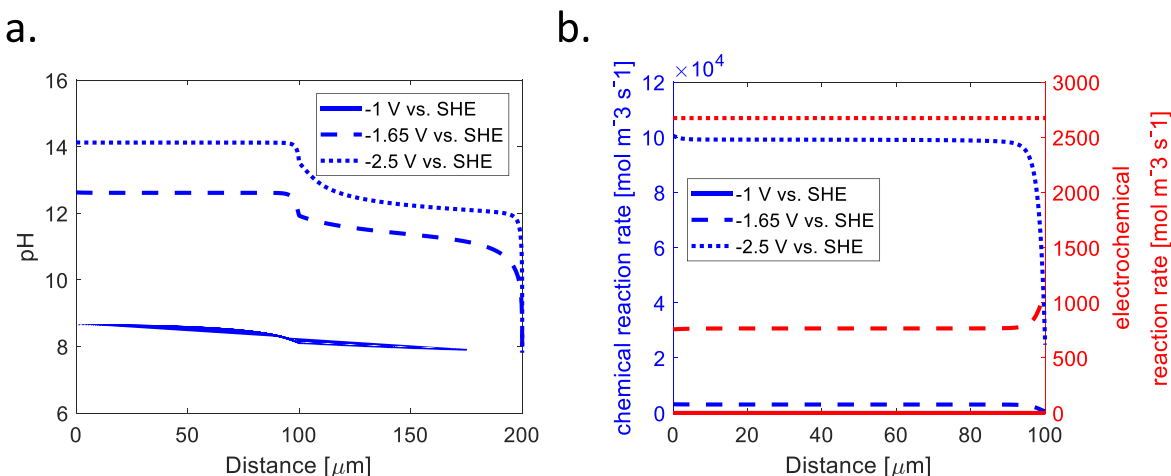 a.
16
14
12
10
8
6
pH
0
50
100
150
200
Distance [μm]
-1 V vs. SHE
-1.65 V vs. SHE
-2.5 V vs. SHE
b.
×10⁴
12
10
8
6
4
2
0
chemical reaction rate [mol m⁻3 s-1]
3000
2500
2000
1500
1000
500
0
electrochemical
reaction rate [mol m⁻3 s-1]
0
20
40
60
80
100
Distance [μm]
-1 V vs. SHE
-1.65 V vs. SHE
-2.5 V vs. SHE